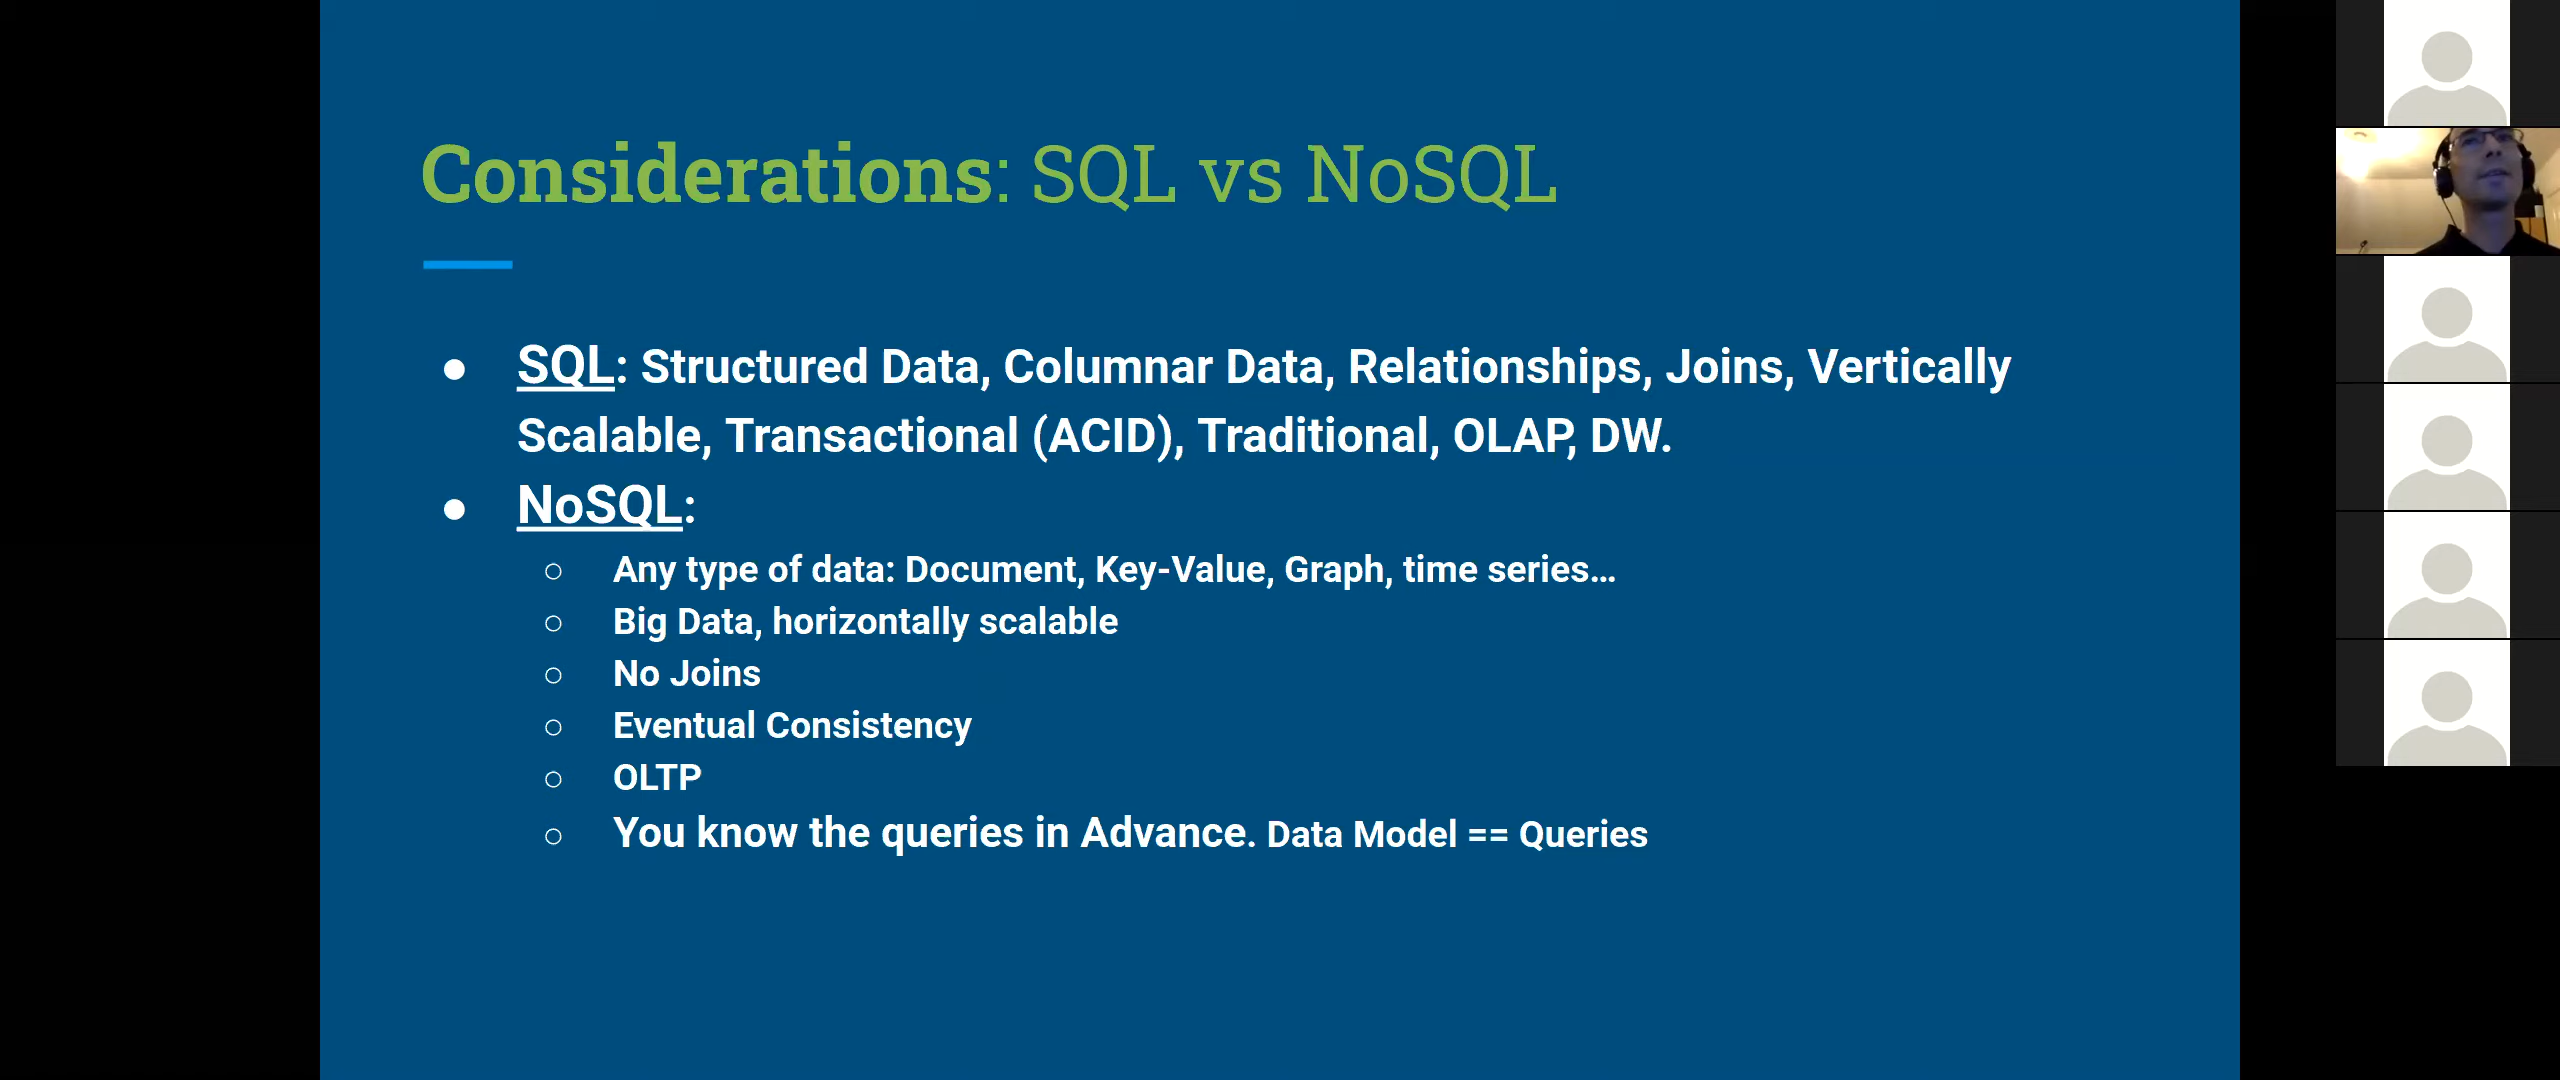 Considerations: SQL vs NoSQL
● SQL: Structured Data, Columnar Data, Relationships, Joins, Vertically
Scalable, Transactional (ACID), Traditional, OLAP, DW.
● NoSQL:
○ Any type of data: Document, Key-Value, Graph, time series…
○ Big Data, horizontally scalable
○ No Joins
○ Eventual Consistency
○ OLTP
○ You know the queries in Advance. Data Model == Queries